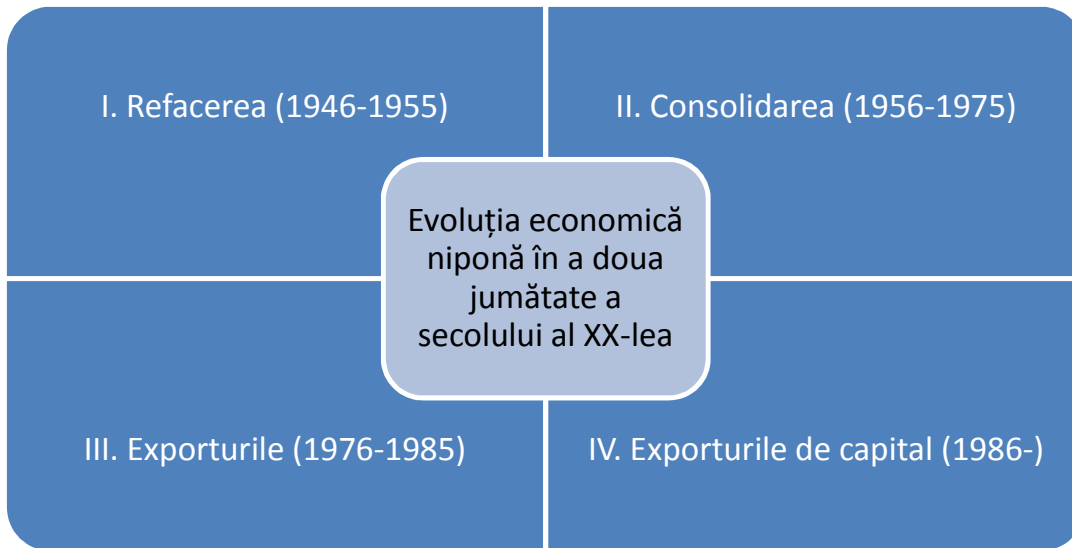 I. Refacerea (1946-1955)
II. Consolidarea (1956-1975)
Evoluția economică
niponă în a doua
jumătate a
secolului al XX-lea
III. Exporturile (1976-1985)
IV. Exporturile de capital (1986-)